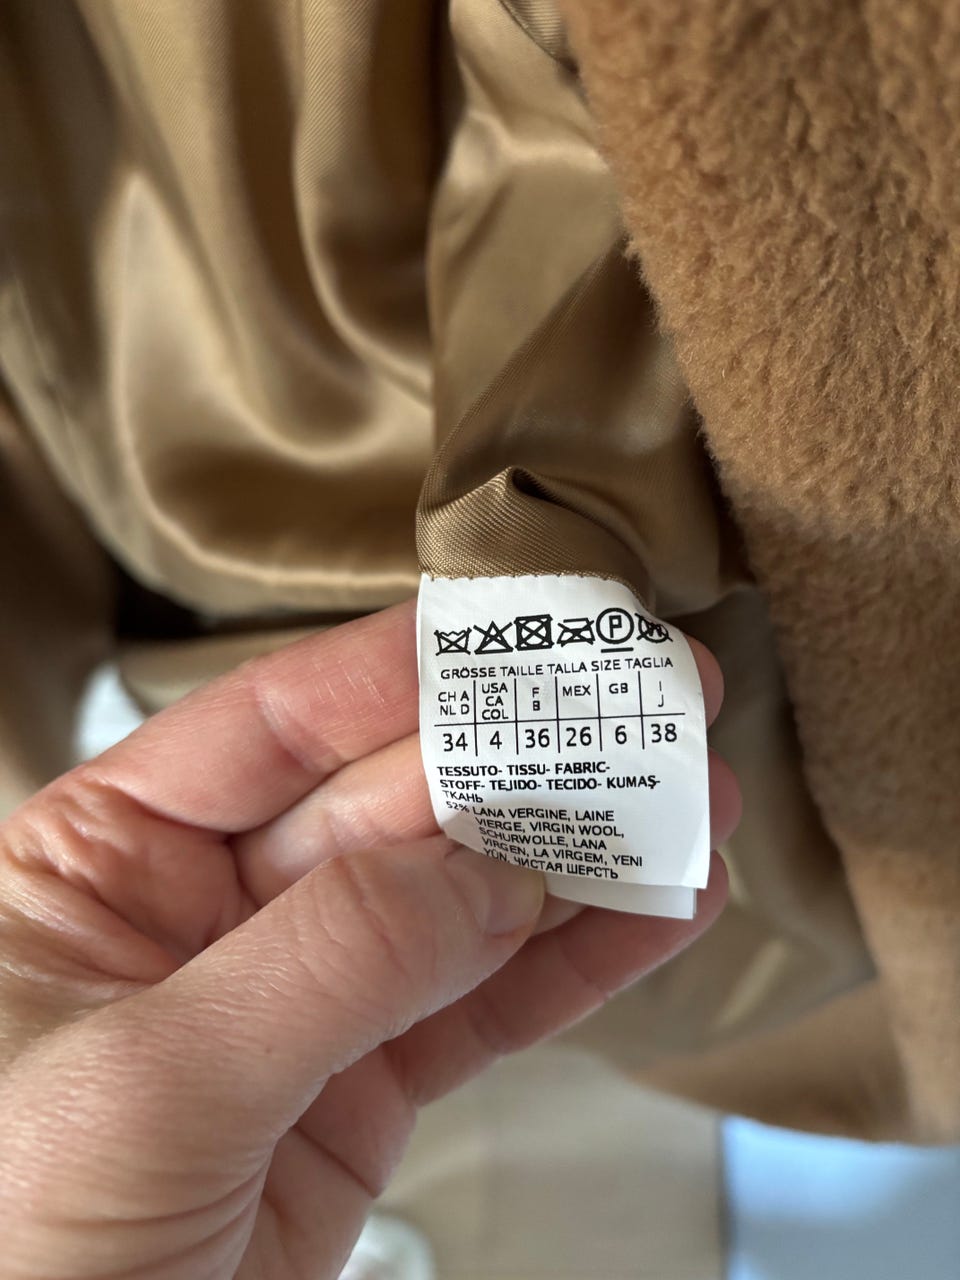 P
W
GRÖSSE TAILLE TALLA SIZE TAGLIA
CH A NL D | USA CA COL | F B | MEX | GB | I J
34 | 4 | 36 | 26 | 6 | 38
TESSUTO- TISSU- FABRIC-
STOFF- TEJIDO- TECIDO- KUMAŞ-
ТКАНЬ
52% LANA VERGINE, LAINE
VIERGE, VIRGIN WOOL,
SCHURWOLLE, LANA
VIRGEN, LA VIRGEM, YENI
YÜN, ЧИСТАЯ ШЕРСТЬ